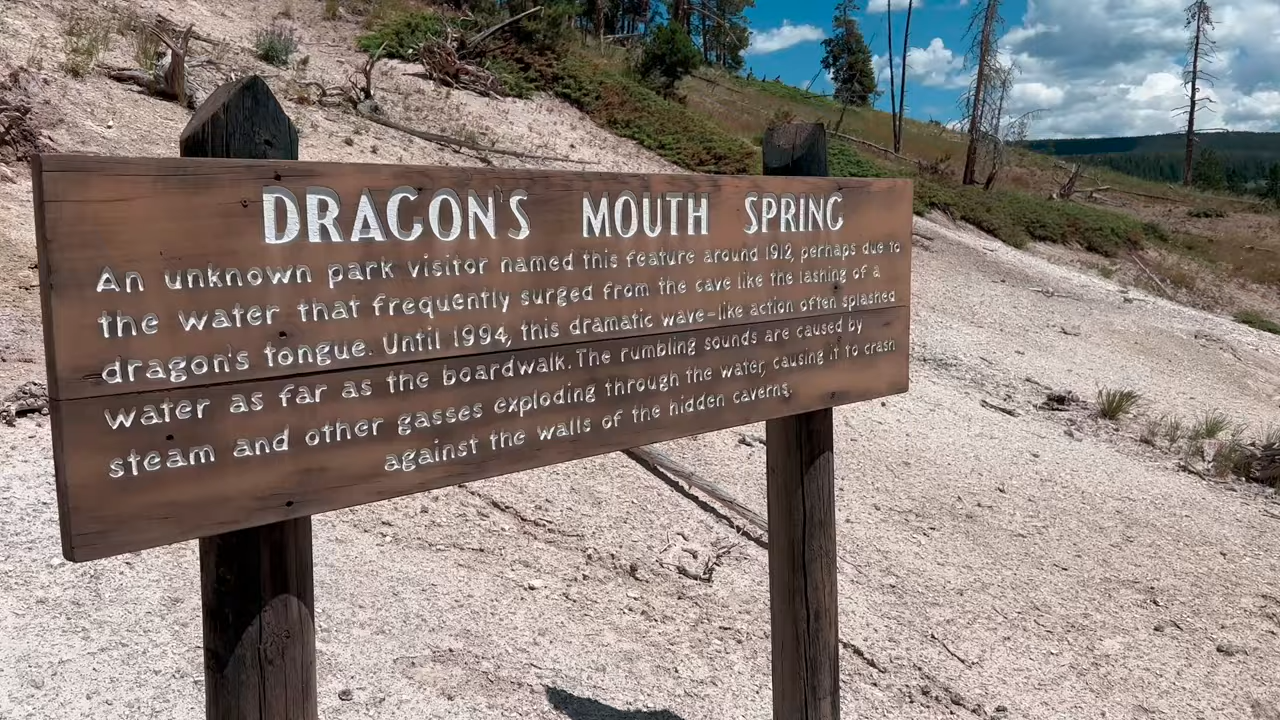 DRAGON'S MOUTH SPRING
An unknown park visitor named this feature around 1912, perhaps due to
the water that frequently surged from the cave like the lashing of a
dragon's tongue. Until 1994, this dramatic wave-like action often splashed
water as far as the boardwalk. The rumbling sounds are caused by
steam and other gasses exploding through the water, causing it to crash
against the walls of the hidden caverns.